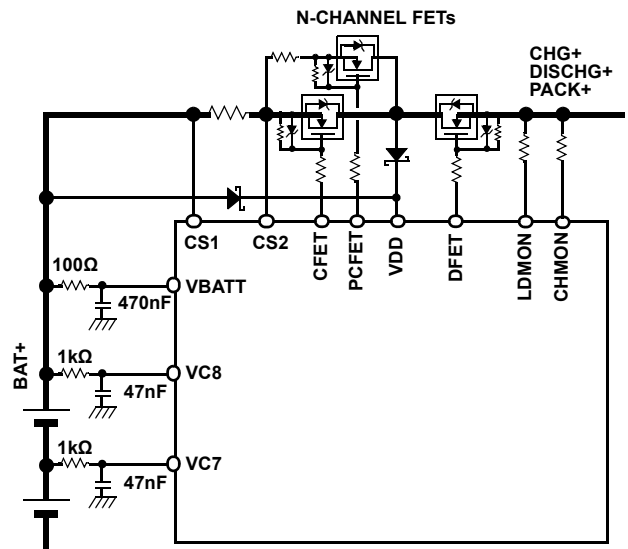 N-CHANNEL FETs
CHG+
DISCHG+
PACK+
CS1
CS2
CFET
PCFET
VDD
DFET
LDMON
CHMON
100Ω
VBATT
470nF
BAT+
1kΩ
VC8
47nF
1kΩ
VC7
47nF